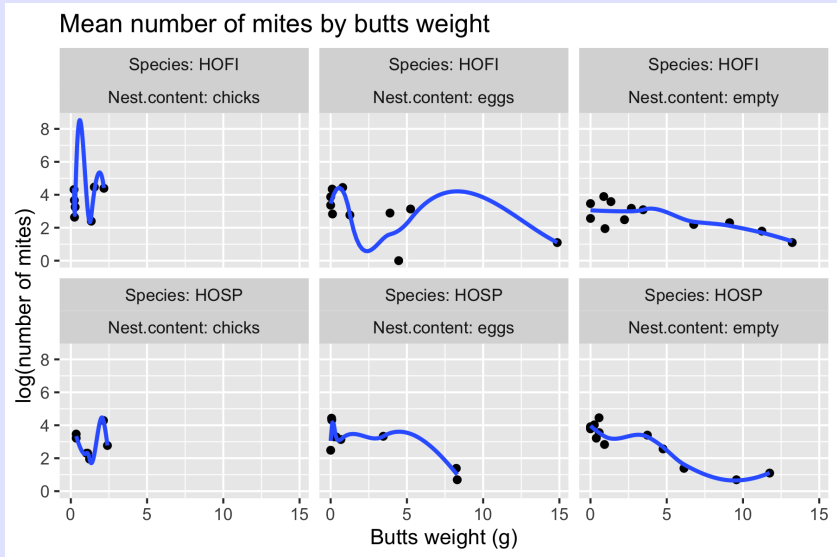 Mean number of mites by butts weight
Species: HOFI
Nest.content: chicks
Species: HOFI
Nest.content: eggs
Species: HOFI
Nest.content: empty
8
6
4
2
0
Species: HOSP
Nest.content: chicks
Species: HOSP
Nest.content: eggs
Species: HOSP
Nest.content: empty
8
6
4
2
0
0 5 10 15 0 5 10 15 0 5 10 15
log(number of mites)
Butts weight (g)